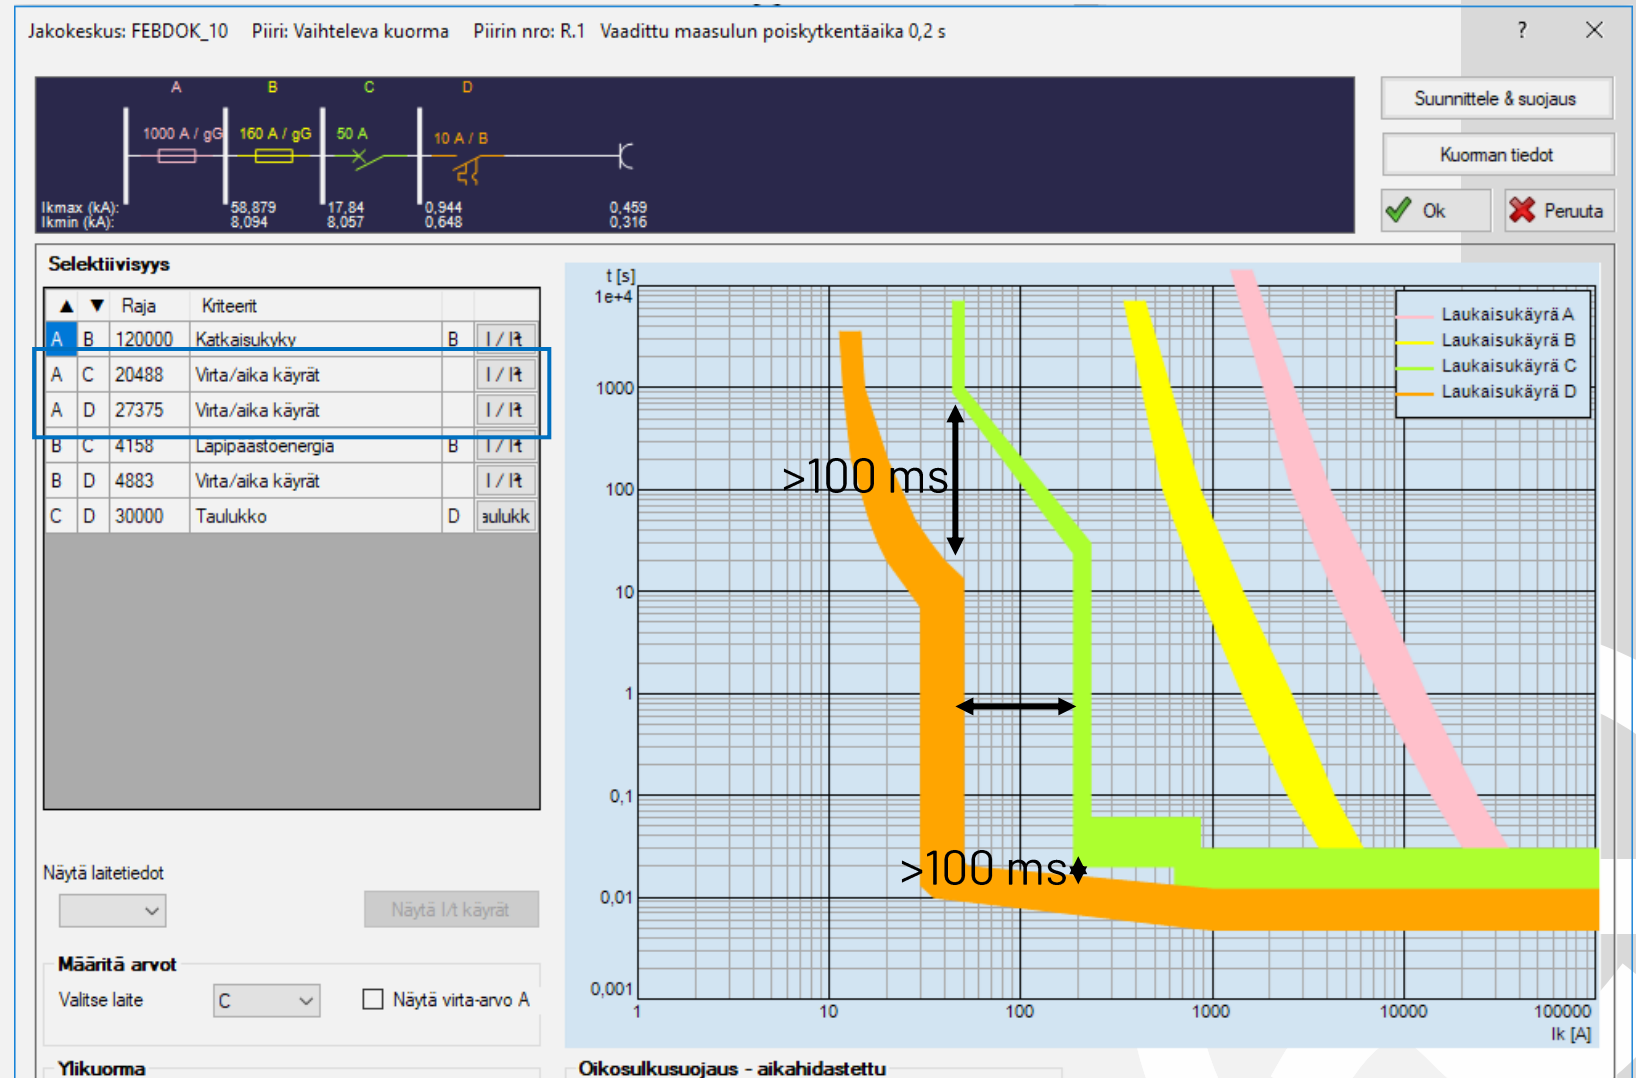 Jakokeskus: FEBDOK_10 Piiri: Vaihteleva kuorma Piirin nro: R.1 Vaadittu maasulun poiskytkentäaika 0,2 s ?
A B C D
1000 A / gG 160 A / gG 50 A 10 A / B
Ikmax (kA): 58,879 17,84 0,944 0,459
Ikmin (kA): 8,094 8,057 0,648 0,316
Suunnittele & suojaus
Kuorman tiedot
Ok Peruuta
Selektiivisyys
▲ ▼ Raja Kriteerit
A B 120000 Katkaisukyky B I / I²t
A C 20488 Virta/aika käyrät I / I²t
A D 27375 Virta/aika käyrät I / I²t
B C 4158 Läpipäästöenergia B I / I²t
B D 4883 Virta/aika käyrät I / I²t
C D 30000 Taulukko D aulukk
Näytä laitetiedot
Näytä I/t käyrät
Määritä arvot
Valitse laite C Näytä virta-arvo A
Ylikuorma
t [s]
1e+4
1000
100
10
1
0,1
0,01
0,001
1 10 100 1000 10000 100000
Ik [A]
Laukaisukäyrä A
Laukaisukäyrä B
Laukaisukäyrä C
Laukaisukäyrä D
>100 ms
>100 ms
Oikosulkusuojaus - aikahidastettu